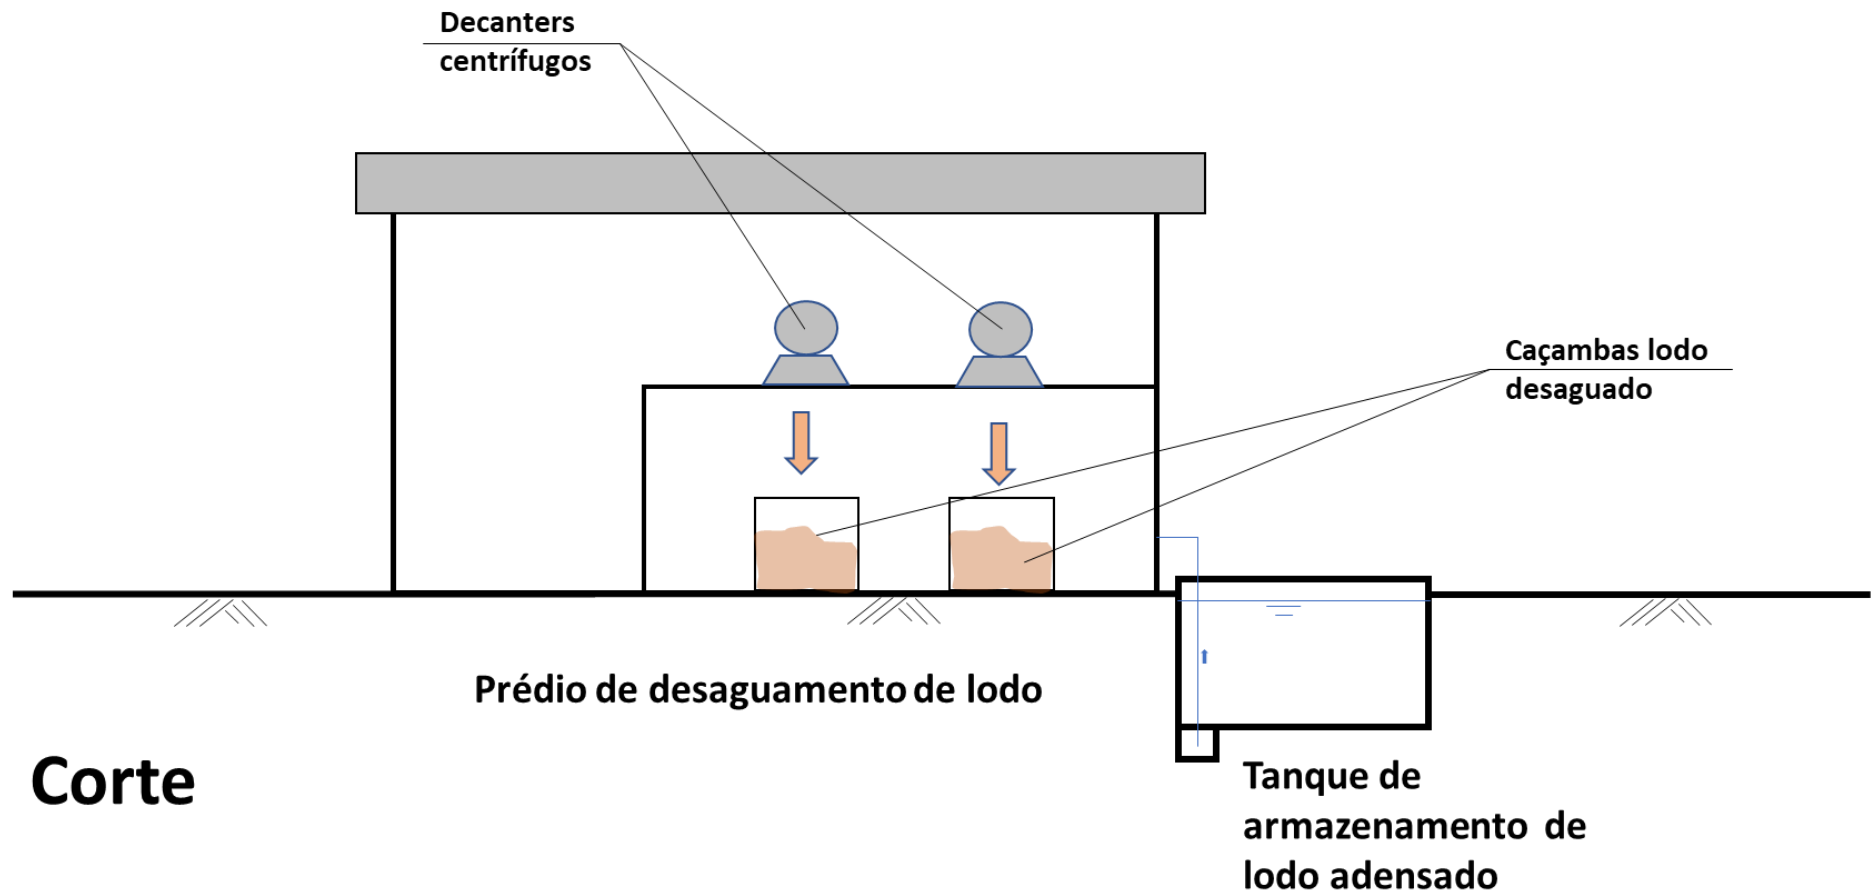 Decanters
centrífugos
Caçambas lodo
desaguado
Prédio de desaguamento de lodo
Corte
Tanque de
armazenamento de
lodo adensado